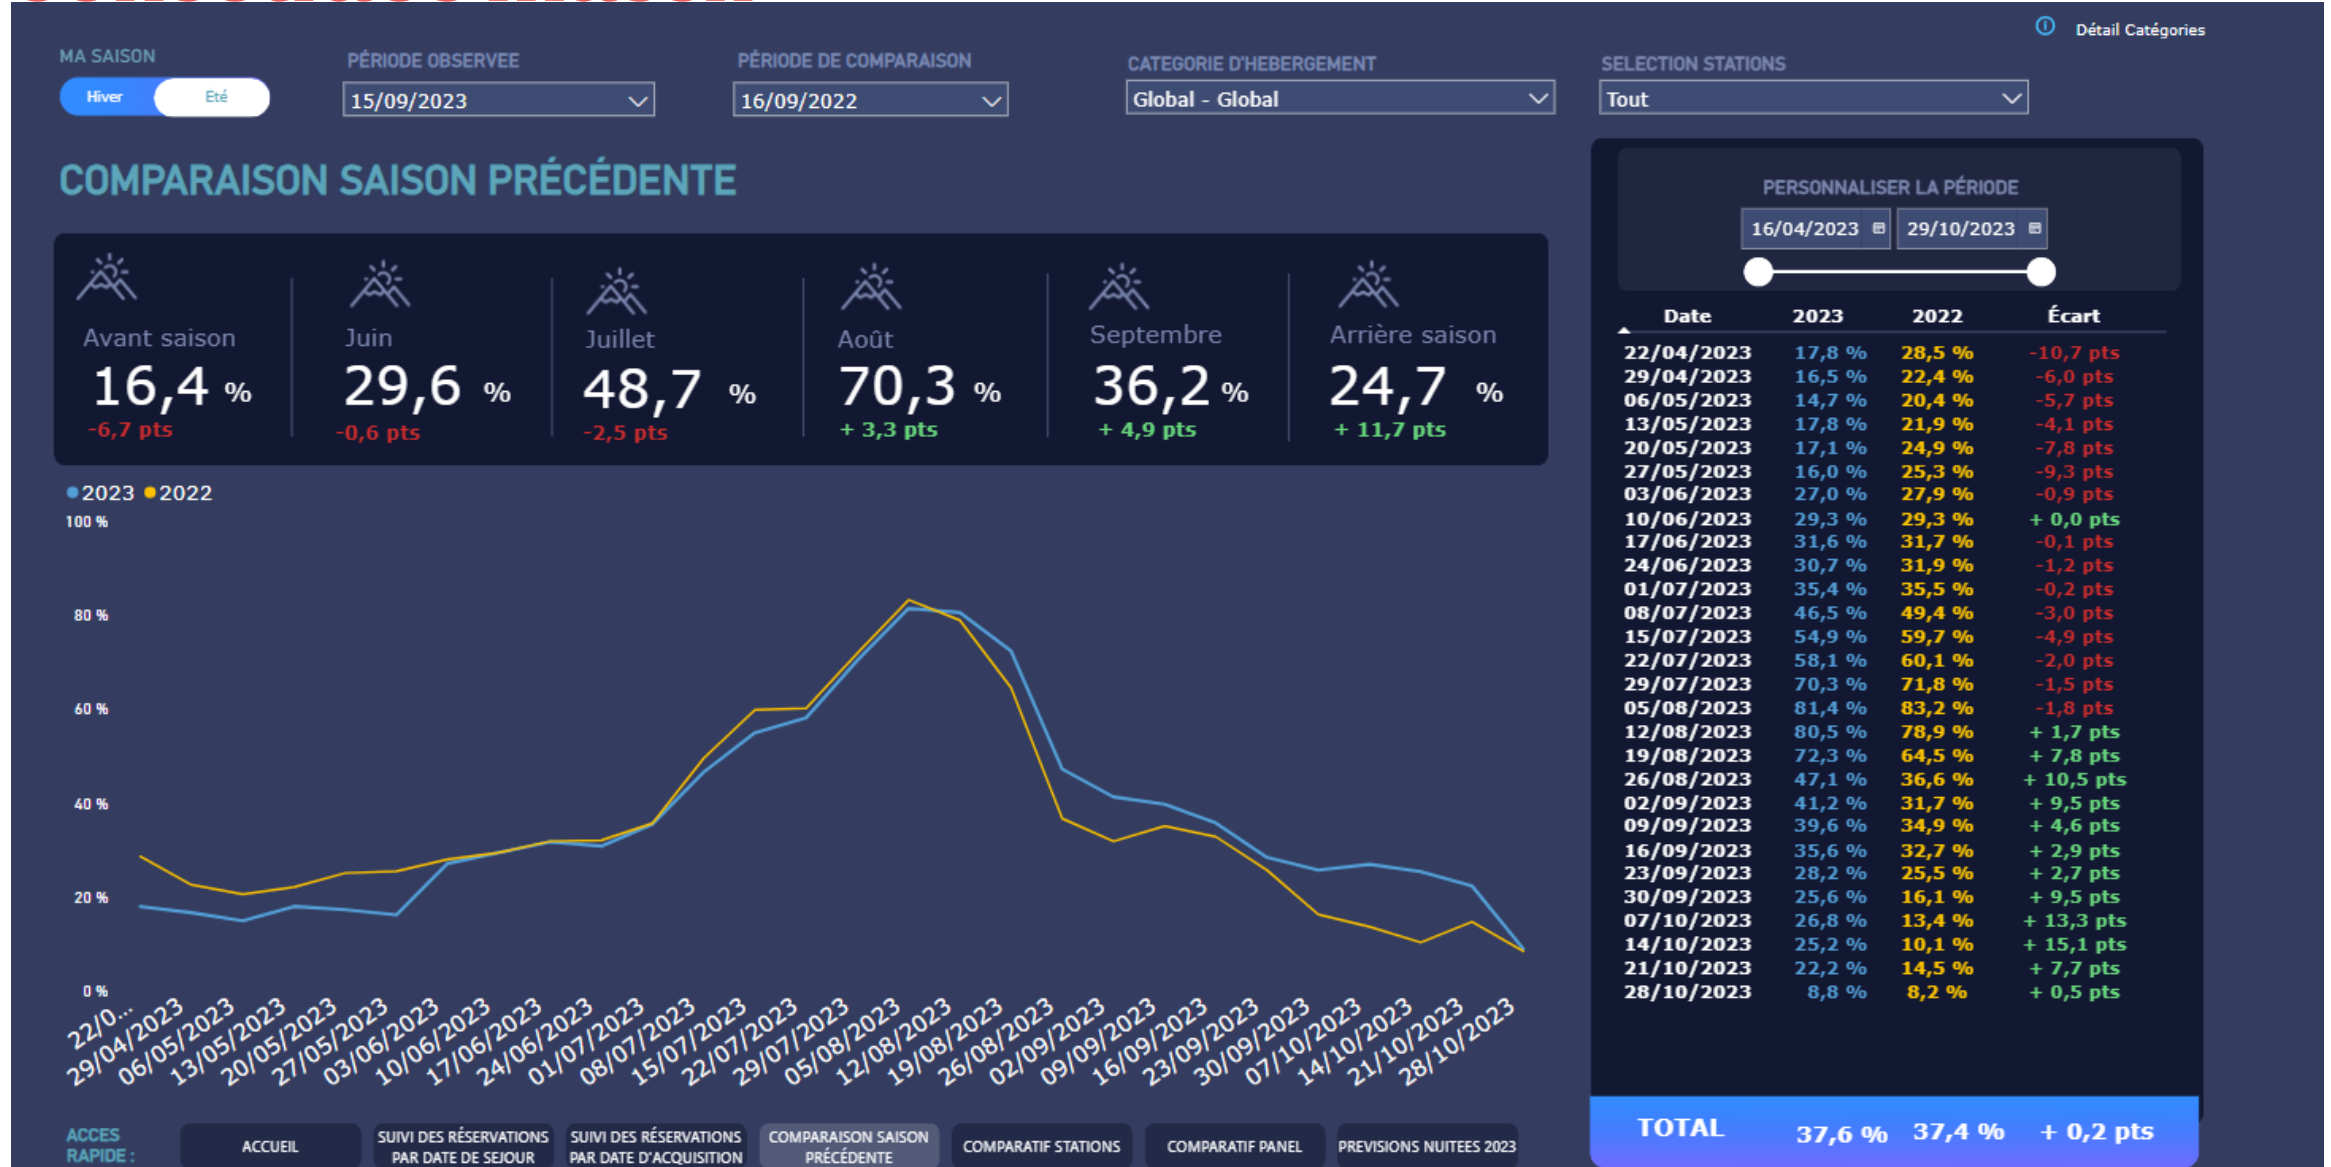 Détail Catégories
MA SAISON
Hiver Eté
PÉRIODE OBSERVEE
15/09/2023
PÉRIODE DE COMPARAISON
16/09/2022
CATEGORIE D'HEBERGEMENT
Global - Global
SELECTION STATIONS
Tout
COMPARAISON SAISON PRÉCÉDENTE
Avant saison
16,4 %
-6,7 pts
Juin
29,6 %
-0,6 pts
Juillet
48,7 %
-2,5 pts
Août
70,3 %
+ 3,3 pts
Septembre
36,2 %
+ 4,9 pts
Arrière saison
24,7 %
+ 11,7 pts
2023 2022
100 %
80 %
60 %
40 %
20 %
0 %
22/0...
29/04/2023
06/05/2023
13/05/2023
20/05/2023
27/05/2023
03/06/2023
10/06/2023
17/06/2023
24/06/2023
01/07/2023
08/07/2023
15/07/2023
22/07/2023
29/07/2023
05/08/2023
12/08/2023
19/08/2023
26/08/2023
02/09/2023
09/09/2023
16/09/2023
23/09/2023
30/09/2023
07/10/2023
14/10/2023
21/10/2023
28/10/2023
PERSONNALISER LA PÉRIODE
16/04/2023 29/10/2023
Date 2023 2022 Écart
22/04/2023 17,8 % 28,5 % -10,7 pts
29/04/2023 16,5 % 22,4 % -6,0 pts
06/05/2023 14,7 % 20,4 % -5,7 pts
13/05/2023 17,8 % 21,9 % -4,1 pts
20/05/2023 17,1 % 24,9 % -7,8 pts
27/05/2023 16,0 % 25,3 % -9,3 pts
03/06/2023 27,0 % 27,9 % -0,9 pts
10/06/2023 29,3 % 29,3 % + 0,0 pts
17/06/2023 31,6 % 31,7 % -0,1 pts
24/06/2023 30,7 % 31,9 % -1,2 pts
01/07/2023 35,4 % 35,5 % -0,2 pts
08/07/2023 46,5 % 49,4 % -3,0 pts
15/07/2023 54,9 % 59,7 % -4,9 pts
22/07/2023 58,1 % 60,1 % -2,0 pts
29/07/2023 70,3 % 71,8 % -1,5 pts
05/08/2023 81,4 % 83,2 % -1,8 pts
12/08/2023 80,5 % 78,9 % + 1,7 pts
19/08/2023 72,3 % 64,5 % + 7,8 pts
26/08/2023 47,1 % 36,6 % + 10,5 pts
02/09/2023 41,2 % 31,7 % + 9,5 pts
09/09/2023 39,6 % 34,9 % + 4,6 pts
16/09/2023 35,6 % 32,7 % + 2,9 pts
23/09/2023 28,2 % 25,5 % + 2,7 pts
30/09/2023 25,6 % 16,1 % + 9,5 pts
07/10/2023 26,8 % 13,4 % + 13,3 pts
14/10/2023 25,2 % 10,1 % + 15,1 pts
21/10/2023 22,2 % 14,5 % + 7,7 pts
28/10/2023 8,8 % 8,2 % + 0,5 pts
TOTAL 37,6 % 37,4 % + 0,2 pts
ACCES
RAPIDE :
ACCUEIL
SUIVI DES RÉSERVATIONS
PAR DATE DE SEJOUR
SUIVI DES RÉSERVATIONS
PAR DATE D'ACQUISITION
COMPARAISON SAISON
PRÉCÉDENTE
COMPARATIF STATIONS
COMPARATIF PANEL
PREVISIONS NUITEES 2023